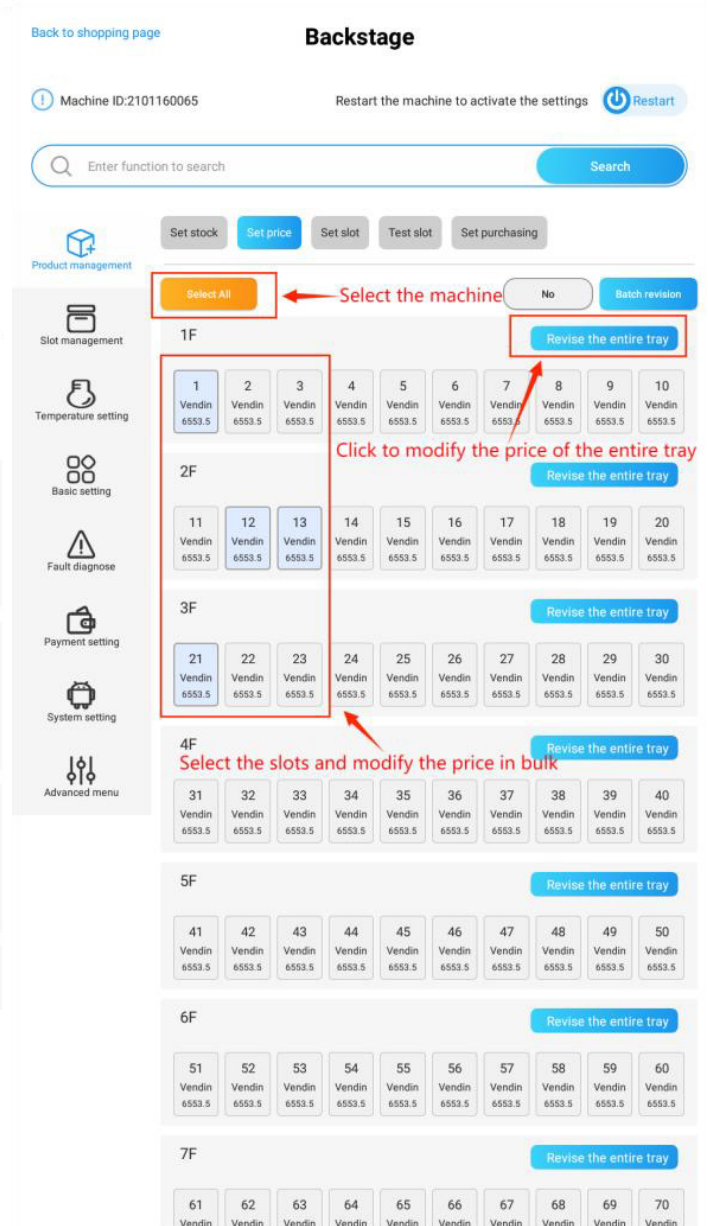 Back to shopping page
Backstage
Machine ID:2101160065
Restart the machine to activate the settings
Restart
Enter function to search
Search
Product management
Slot management
Temperature setting
Basic setting
Fault diagnose
Payment setting
System setting
Advanced menu
Set stock Set price Set slot Test slot Set purchasing
Select All
Select the machine
No
Batch revision
1F
Revise the entire tray
1 2 3 4 5 6 7 8 9 10
Vendin Vendin Vendin Vendin Vendin Vendin Vendin Vendin Vendin Vendin
6553.5 6553.5 6553.5 6553.5 6553.5 6553.5 6553.5 6553.5 6553.5 6553.5
Click to modify the price of the entire tray
2F
Revise the entire tray
11 12 13 14 15 16 17 18 19 20
Vendin Vendin Vendin Vendin Vendin Vendin Vendin Vendin Vendin Vendin
6553.5 6553.5 6553.5 6553.5 6553.5 6553.5 6553.5 6553.5 6553.5 6553.5
3F
Revise the entire tray
21 22 23 24 25 26 27 28 29 30
Vendin Vendin Vendin Vendin Vendin Vendin Vendin Vendin Vendin Vendin
6553.5 6553.5 6553.5 6553.5 6553.5 6553.5 6553.5 6553.5 6553.5 6553.5
4F
Revise the entire tray
Select the slots and modify the price in bulk
31 32 33 34 35 36 37 38 39 40
Vendin Vendin Vendin Vendin Vendin Vendin Vendin Vendin Vendin Vendin
6553.5 6553.5 6553.5 6553.5 6553.5 6553.5 6553.5 6553.5 6553.5 6553.5
5F
Revise the entire tray
41 42 43 44 45 46 47 48 49 50
Vendin Vendin Vendin Vendin Vendin Vendin Vendin Vendin Vendin Vendin
6553.5 6553.5 6553.5 6553.5 6553.5 6553.5 6553.5 6553.5 6553.5 6553.5
6F
Revise the entire tray
51 52 53 54 55 56 57 58 59 60
Vendin Vendin Vendin Vendin Vendin Vendin Vendin Vendin Vendin Vendin
6553.5 6553.5 6553.5 6553.5 6553.5 6553.5 6553.5 6553.5 6553.5 6553.5
7F
Revise the entire tray
61 62 63 64 65 66 67 68 69 70
Vendin Vendin Vendin Vendin Vendin Vendin Vendin Vendin Vendin Vendin